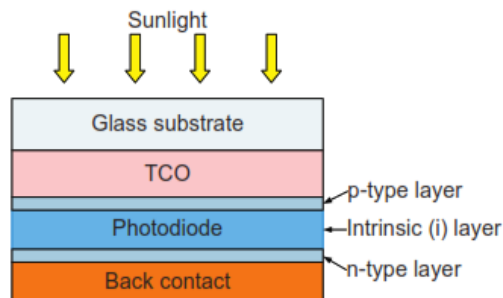 Sunlight
Glass substrate
TCO
p-type layer
Photodiode
Intrinsic (i) layer
n-type layer
Back contact